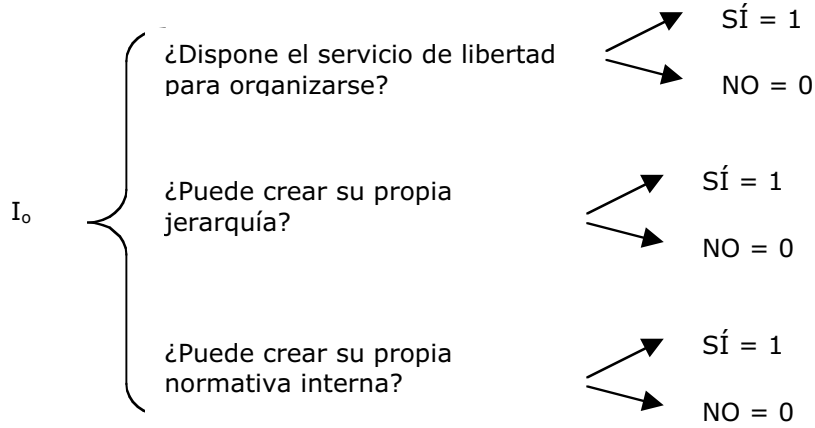 ¿Dispone el servicio de libertad
para organizarse?
SÍ = 1
NO = 0
Iₒ
¿Puede crear su propia
jerarquía?
SÍ = 1
NO = 0
¿Puede crear su propia
normativa interna?
SÍ = 1
NO = 0